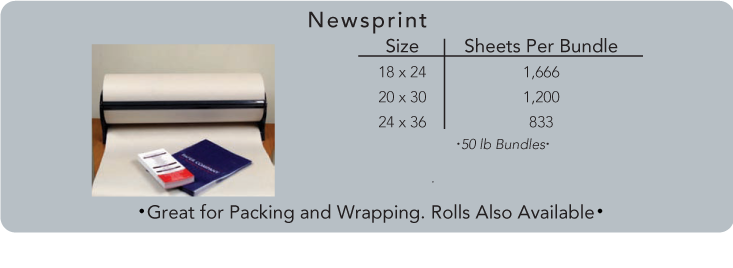 Newsprint
Size Sheets Per Bundle
18 x 24 1,666
20 x 30 1,200
24 x 36 833
·50 lb Bundles·
•Great for Packing and Wrapping. Rolls Also Available•